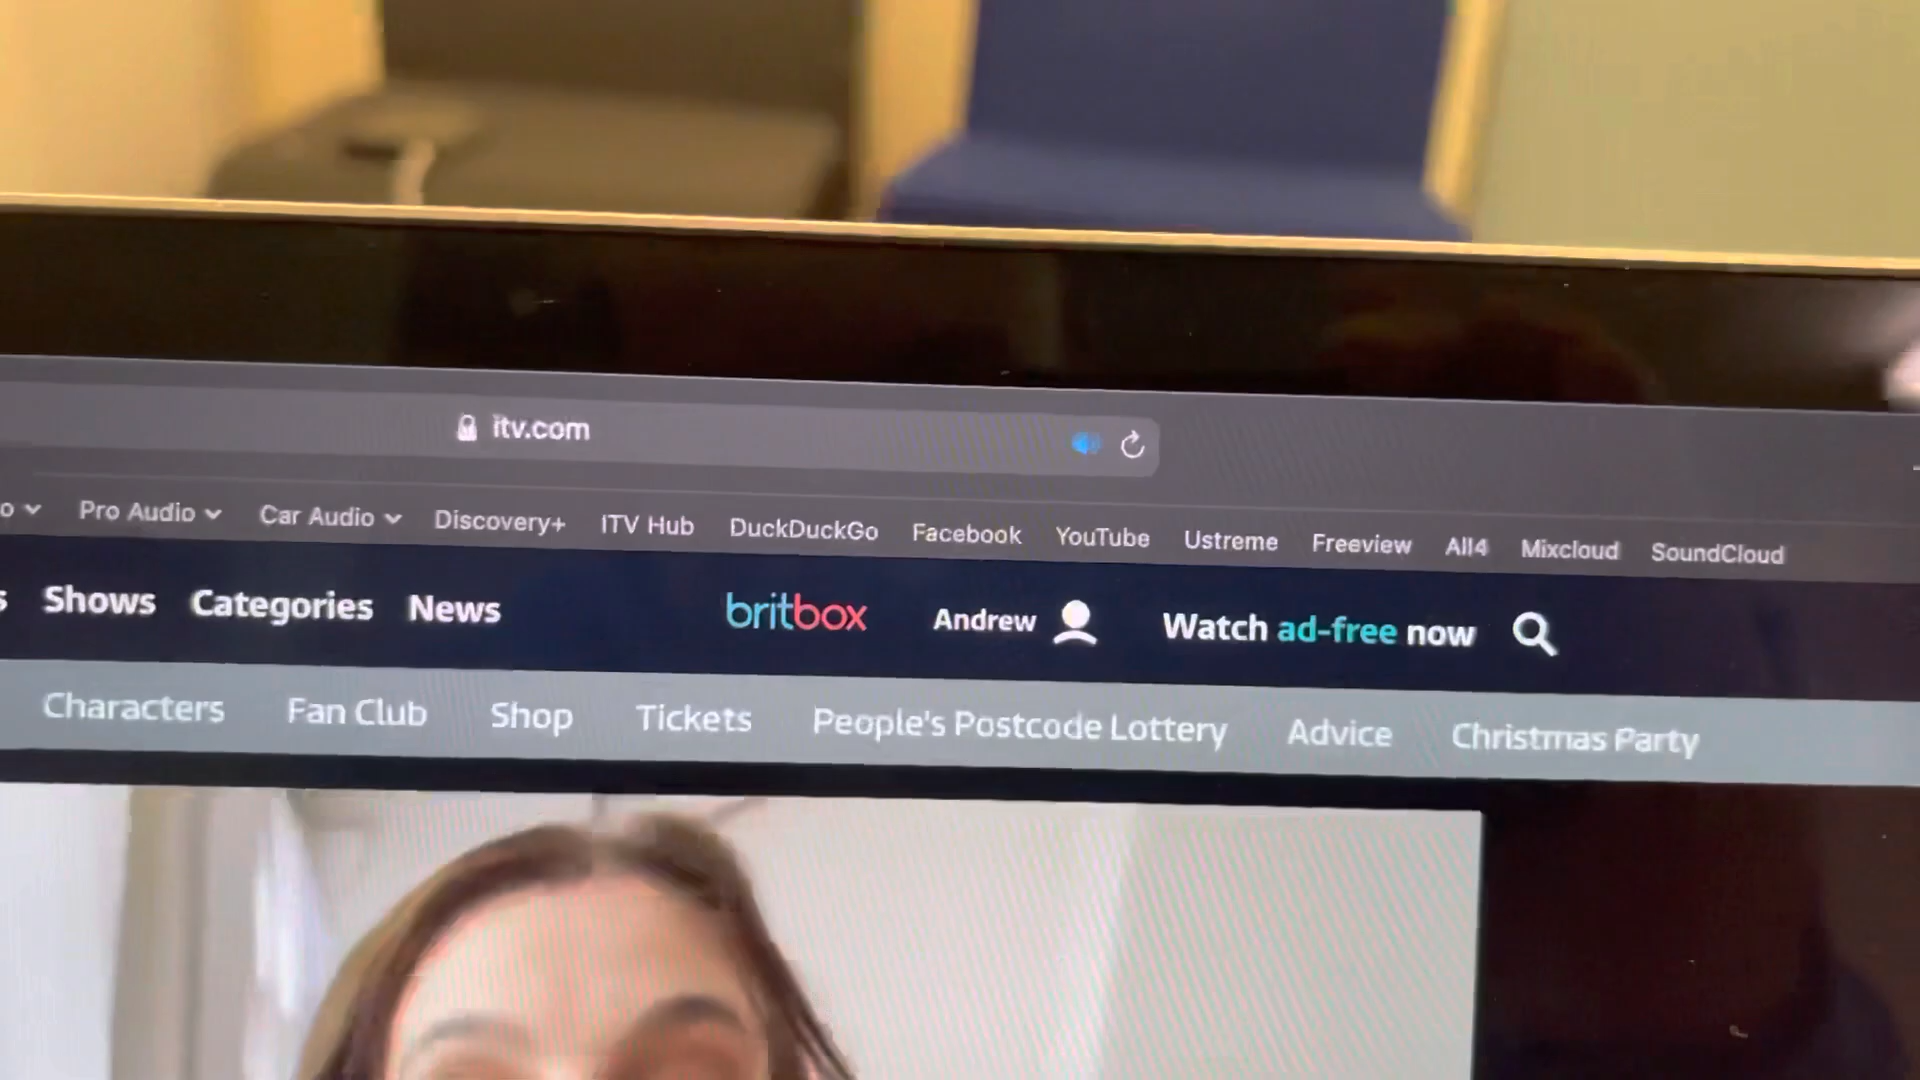 itv.com
Pro Audio Car Audio Discovery+ ITV Hub DuckDuckGo Facebook YouTube Ustreme Freeview All4 Mixcloud SoundCloud
Shows Categories News britbox Andrew Watch ad-free now
Characters Fan Club Shop Tickets People's Postcode Lottery Advice Christmas Party